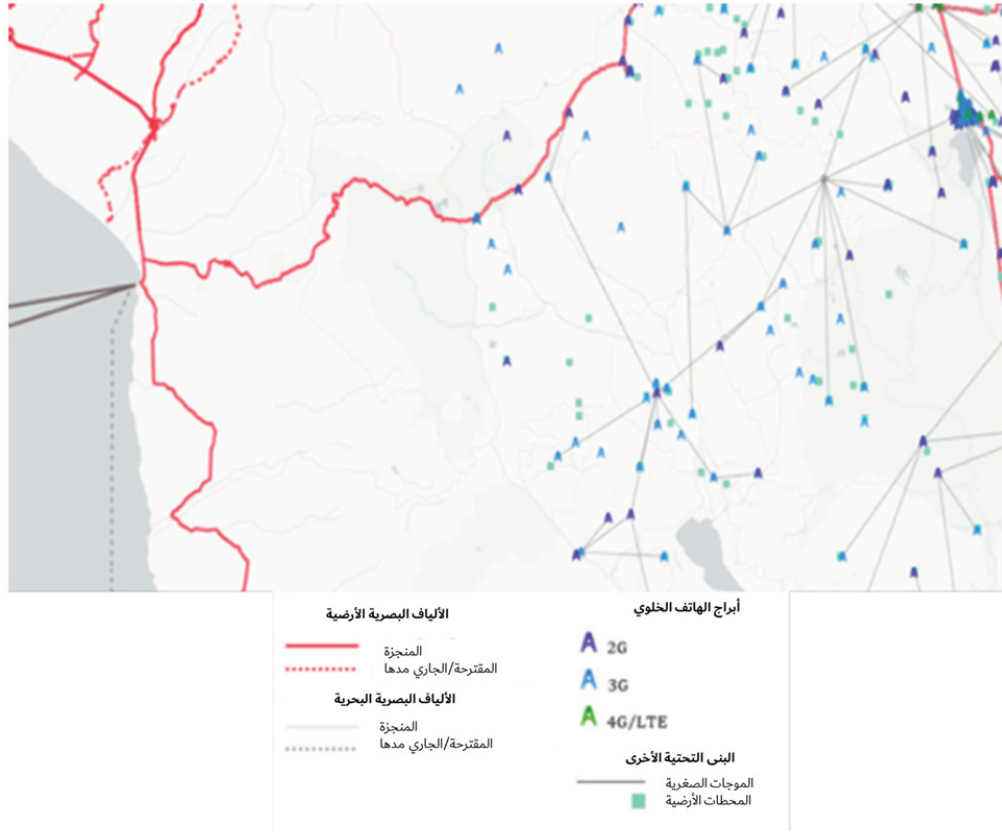 أبراج الهاتف الخلوي
2G
3G
4G/LTE
البنى التحتية الأخرى
الموجات الصغرية
المحطات الأرضية
الألياف البصرية الأرضية
المنجزة
المقترحة/الجاري مدها
الألياف البصرية البحرية
المنجزة
المقترحة/الجاري مدها